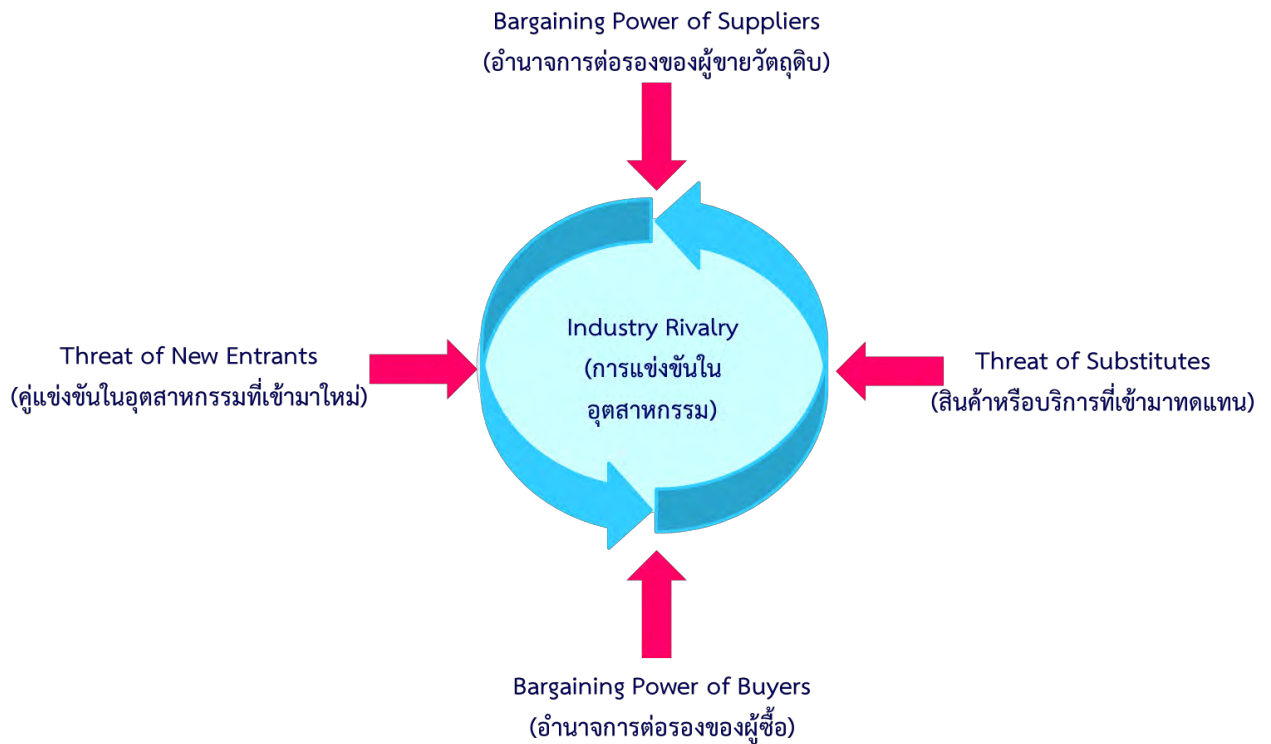 Bargaining Power of Suppliers
(อำนาจการต่อรองของผู้ขายวัตถุดิบ)
Threat of New Entrants
(คู่แข่งขันในอุตสาหกรรมที่เข้ามาใหม่)
Industry Rivalry
(การแข่งขันใน
อุตสาหกรรม)
Threat of Substitutes
(สินค้าหรือบริการที่เข้ามาทดแทน)
Bargaining Power of Buyers
(อำนาจการต่อรองของผู้ซื้อ)